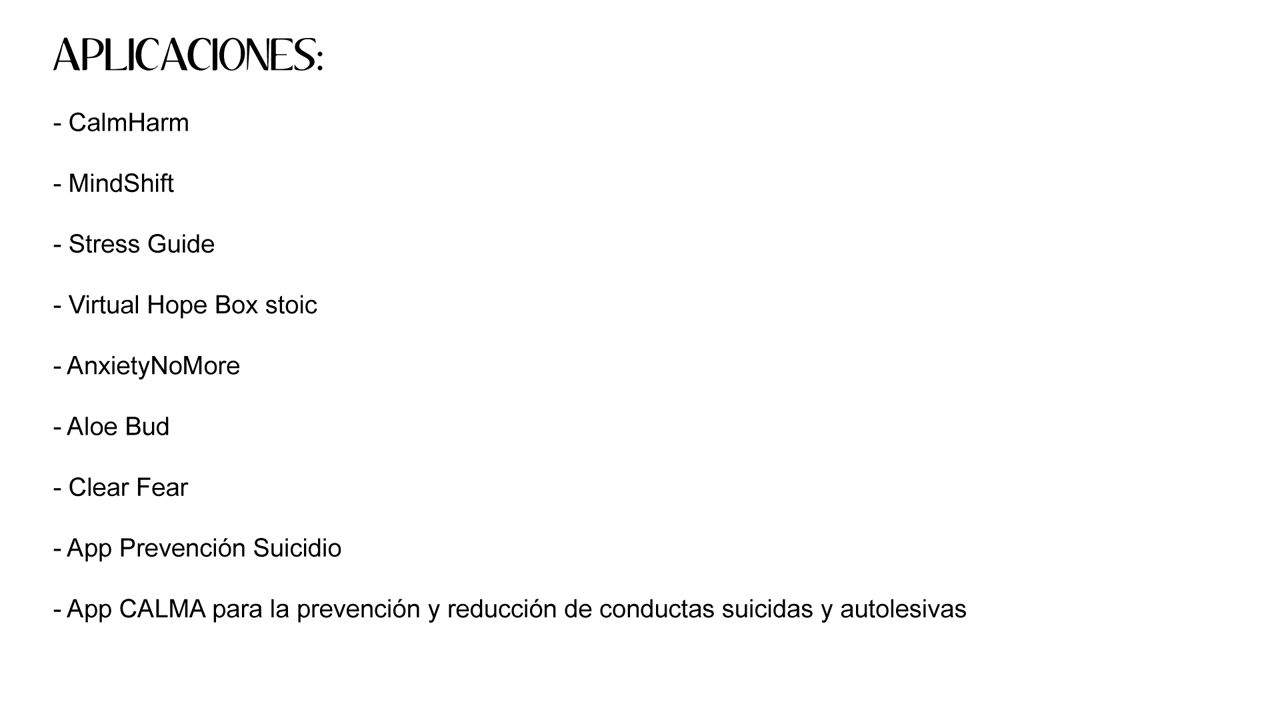 APLICACIONES:
- CalmHarm
- MindShift
- Stress Guide
- Virtual Hope Box stoic
- AnxietyNoMore
- Aloe Bud
- Clear Fear
- App Prevención Suicidio
- App CALMA para la prevención y reducción de conductas suicidas y autolesivas